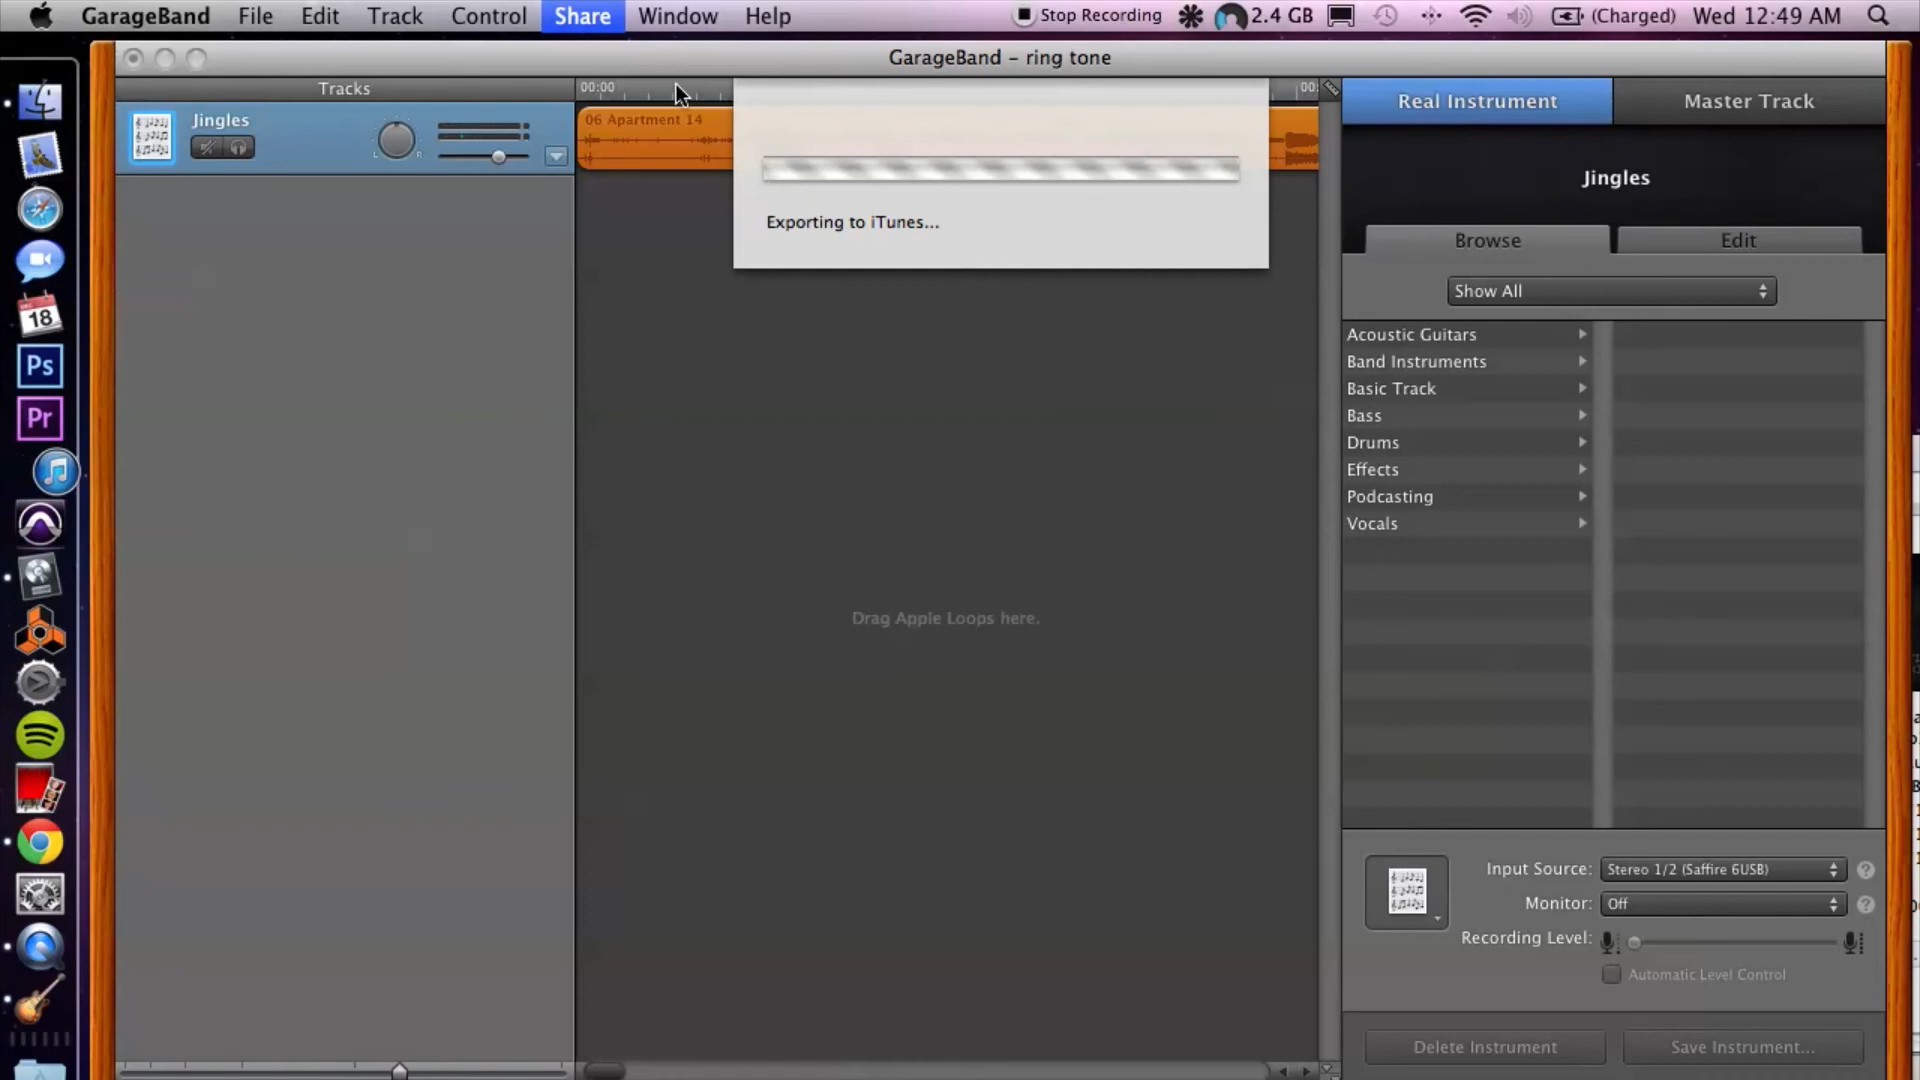 GarageBand File Edit Track Control Share Window Help Stop Recording 2.4 GB (Charged) Wed 12:49 AM
GarageBand – ring tone
Tracks 00:00 00:
Real Instrument Master Track
Jingles 06 Apartment 14
L R
Jingles
Exporting to iTunes...
Browse Edit
Show All
DEC
18
Acoustic Guitars
Band Instruments
Ps
Basic Track
Pr
Bass
Drums
Effects
Podcasting
Vocals
Drag Apple Loops here.
Input Source: Stereo 1/2 (Saffire 6USB) ?
Monitor: Off ?
Recording Level:
Automatic Level Control
Delete Instrument Save Instrument...